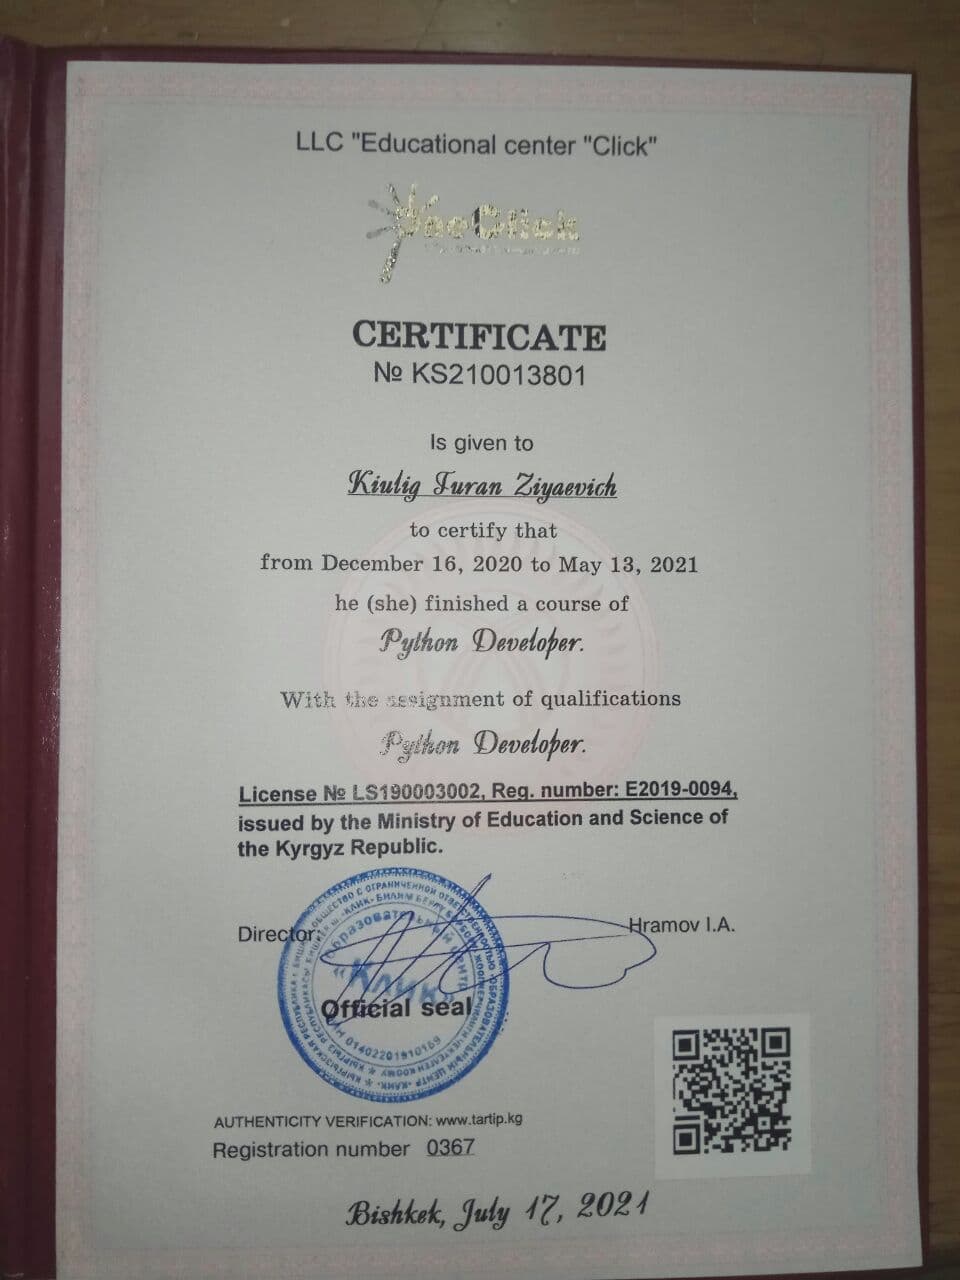 LLC "Educational center "Click"
OneClick
CERTIFICATE
№ KS210013801
Is given to
Kiulig Turan Ziyaevich
to certify that
from December 16, 2020 to May 13, 2021
he (she) finished a course of
Python Developer.
With the assignment of qualifications
Python Developer.
License № LS190003002, Reg. number: E2019-0094,
issued by the Ministry of Education and Science of
the Kyrgyz Republic.
Director:
Hramov I.A.
Образовательный центр
«Клик»
Official seal
01402201910169
AUTHENTICITY VERIFICATION: www.tartip.kg
Registration number 0367
Bishkek, July 17, 2021